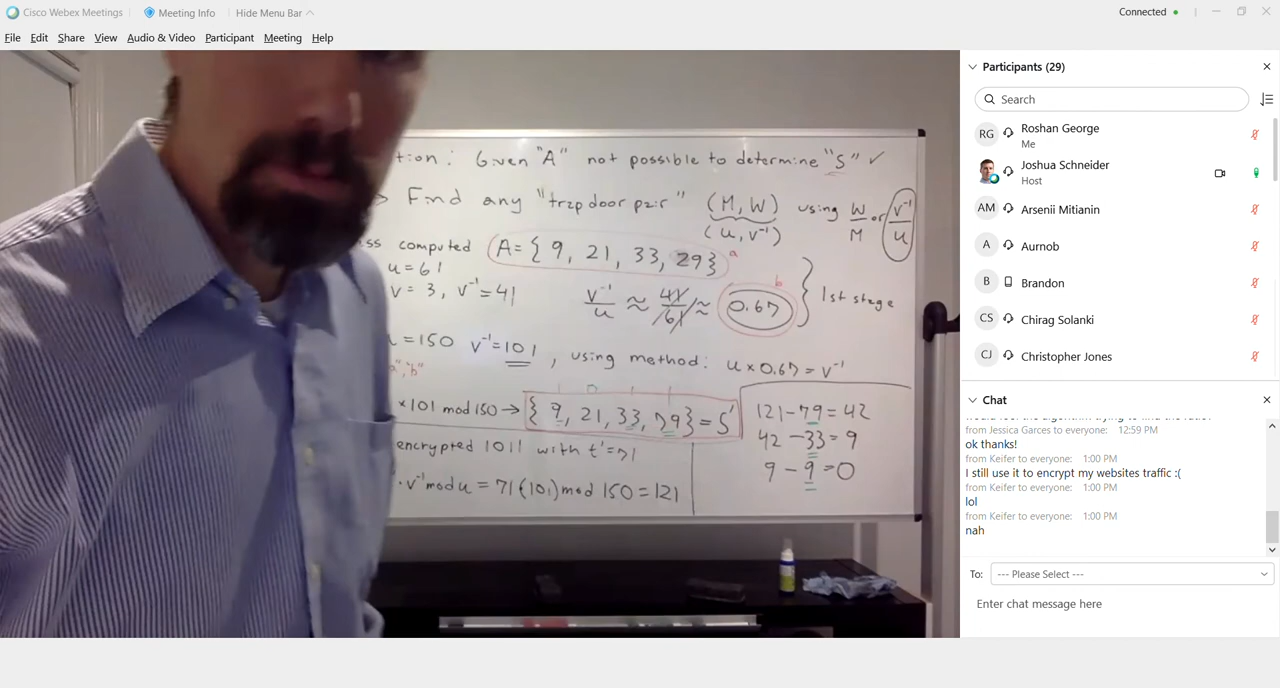 Cisco Webex Meetings
Meeting Info
Hide Menu Bar
Connected
File Edit Share View Audio & Video Participant Meeting Help
tion: Given "A" not possible to determine "S" ✓
Find any "trapdoor pair" (M, W) using W/M or v⁻¹/u
(u, v⁻¹)
ss computed A = { 9, 21, 33, 29} a
u = 61
v = 3, v⁻¹ = 41
v⁻¹/u ≈ 41/61 ≈ 0.67 b
1st stage
u = 150 v⁻¹ = 101, using method: u × 0.67 = v⁻¹
a","b"
1 0 1 1
×101 mod 150 → { 9, 21, 33, 79} = S'
encrypted 1011 with t' = 71
· v⁻¹ mod u = 71(101) mod 150 = 121
121 - 79 = 42
42 - 33 = 9
9 - 9 = 0
Participants (29)
Search
RG Roshan George
Me
Joshua Schneider
Host
AM Arsenii Mitianin
A Aurnob
B Brandon
CS Chirag Solanki
CJ Christopher Jones
Chat
from Jessica Garces to everyone: 12:59 PM
ok thanks!
from Keifer to everyone: 1:00 PM
I still use it to encrypt my websites traffic :(
from Keifer to everyone: 1:00 PM
lol
from Keifer to everyone: 1:00 PM
nah
To: --- Please Select ---
Enter chat message here